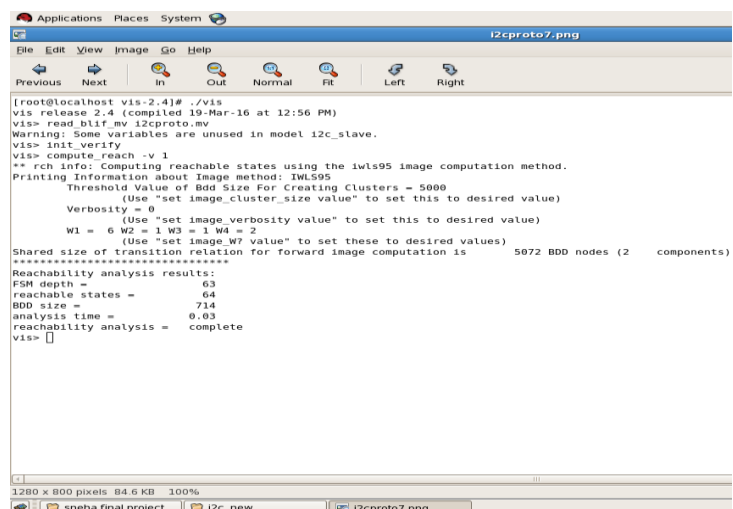 Applications Places System
i2cproto7.png
File Edit View Image Go Help
Previous Next In Out Normal Fit Left Right
[root@localhost vis-2.4]# ./vis
vis release 2.4 (compiled 19-Mar-16 at 12:56 PM)
vis> read_blif_mv i2cproto.mv
Warning: Some variables are unused in model i2c_slave.
vis> init_verify
vis> compute_reach -v 1
** rch info: Computing reachable states using the iwls95 image computation method.
Printing Information about Image method: IWLS95
Threshold Value of Bdd Size For Creating Clusters = 5000
(Use "set image_cluster_size value" to set this to desired value)
Verbosity = 0
(Use "set image_verbosity value" to set this to desired value)
W1 = 6 W2 = 1 W3 = 1 W4 = 2
(Use "set image_W? value" to set these to desired values)
Shared size of transition relation for forward image computation is 5072 BDD nodes (2 components)
********************************
Reachability analysis results:
FSM depth = 63
reachable states = 64
BDD size = 714
analysis time = 0.03
reachability analysis = complete
vis>
1280 x 800 pixels 84.6 KB 100%
sneha final project i2c_new i2cproto7.png